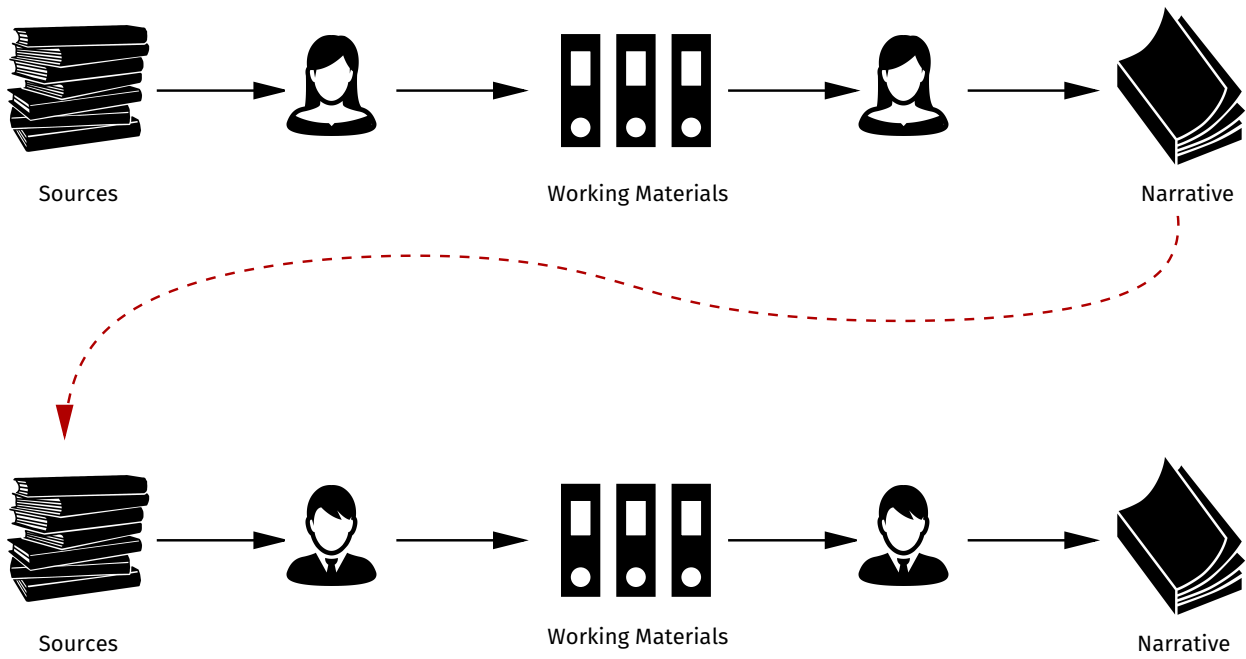 Sources
Working Materials
Narrative
Sources
Working Materials
Narrative